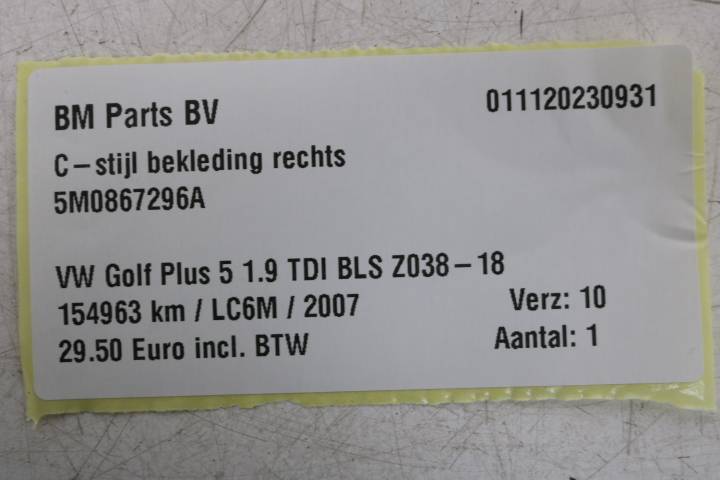 BM Parts BV 011120230931
C-stijl bekleding rechts
5M0867296A
VW Golf Plus 5 1.9 TDI BLS Z038-18
154963 km / LC6M / 2007 Verz: 10
29.50 Euro incl. BTW Aantal: 1